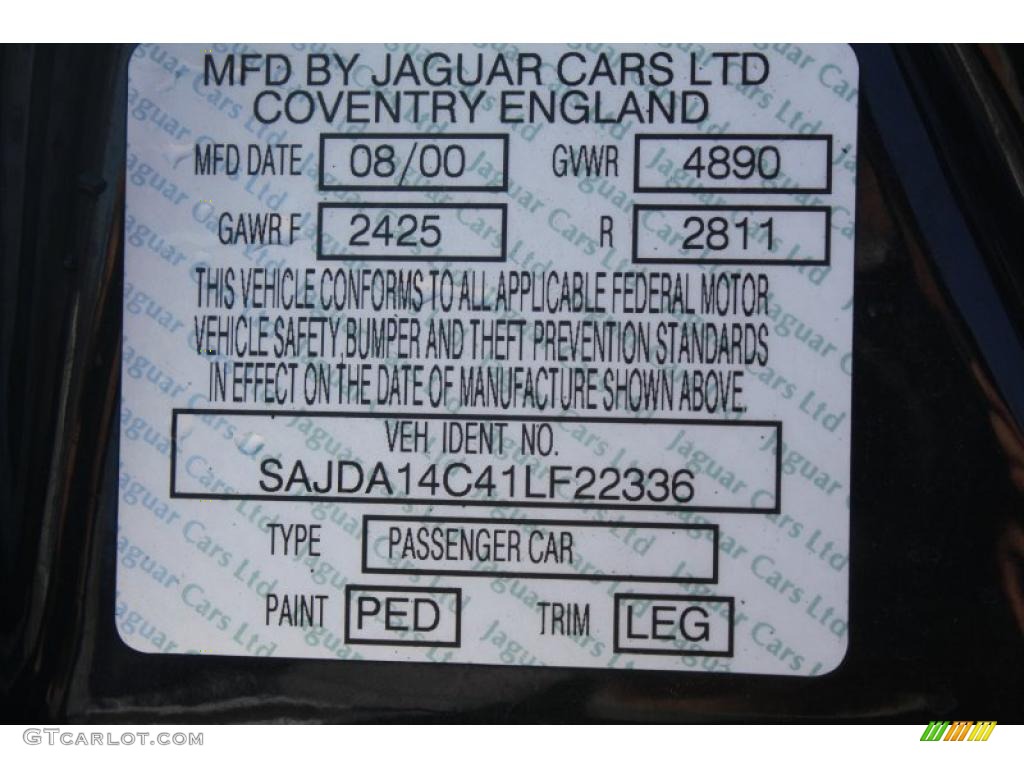 MFD BY JAGUAR CARS LTD
COVENTRY ENGLAND
MFD DATE 08/00 GVWR 4890
GAWR F 2425 R 2811
THIS VEHICLE CONFORMS TO ALL APPLICABLE FEDERAL MOTOR
VEHICLE SAFETY, BUMPER AND THEFT PREVENTION STANDARDS
IN EFFECT ON THE DATE OF MANUFACTURE SHOWN ABOVE.
VEH IDENT NO.
SAJDA14C41LF22336
TYPE PASSENGER CAR
PAINT PED TRIM LEG
GTCARLOT.COM